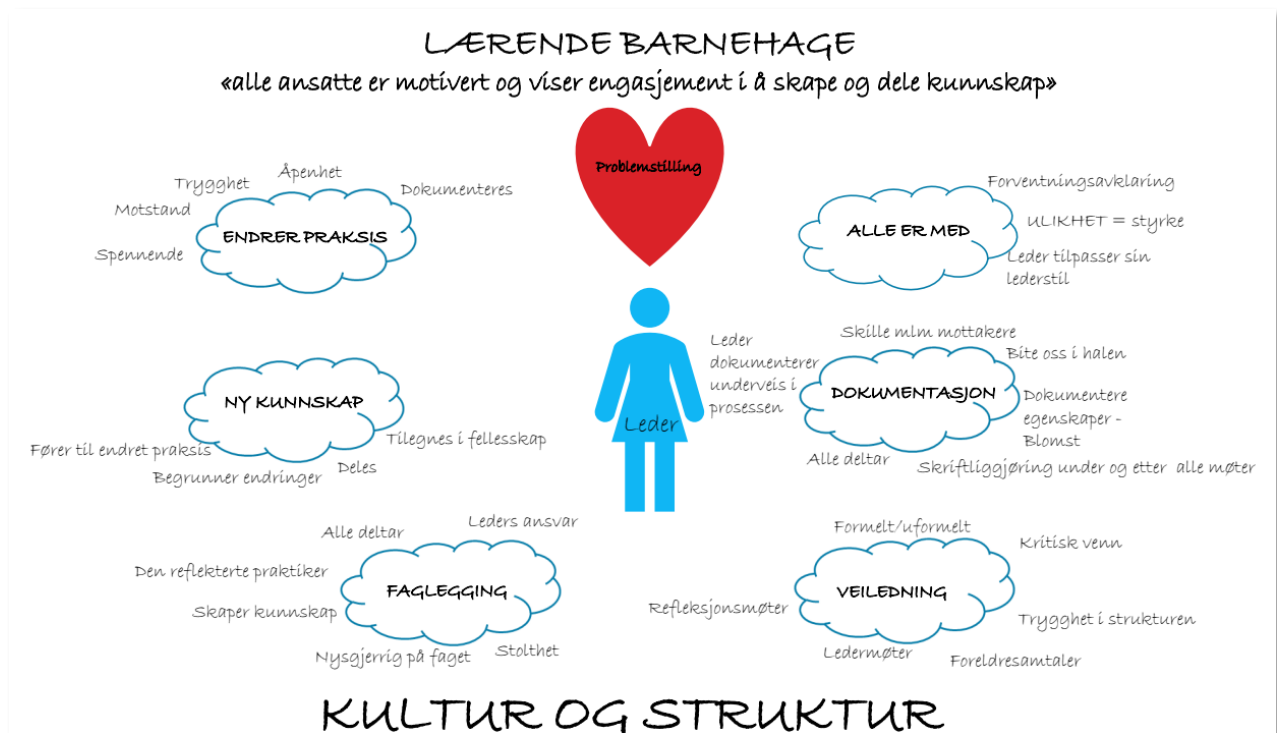 LÆRENDE BARNEHAGE
«alle ansatte er motivert og viser engasjement i å skape og dele kunnskap»
Problemstilling
Åpenhet
Trygghet
Dokumenteres
Motstand
ENDRER PRAKSIS
Spennende
Forventningsavklaring
ULIKHET = styrke
ALLE ER MED
Leder tilpasser sin
lederstil
Leder
dokumenterer
underveis i
prosessen
Leder
Skille mlm mottakere
Bite oss i halen
DOKUMENTASJON
Dokumentere
egenskaper -
Blomst
Alle deltar
Skriftliggjøring under og etter alle møter
NY KUNNSKAP
Tilegnes i fellesskap
Fører til endret praksis
Deles
Begrunner endringer
Leders ansvar
Alle deltar
Den reflekterte praktiker
FAGLEGGING
Skaper kunnskap
Stolthet
Nysgjerrig på faget
Formelt/uformelt
Kritisk venn
VEILEDNING
Refleksjonsmøter
Trygghet i strukturen
Ledermøter
Foreldresamtaler
KULTUR OG STRUKTUR